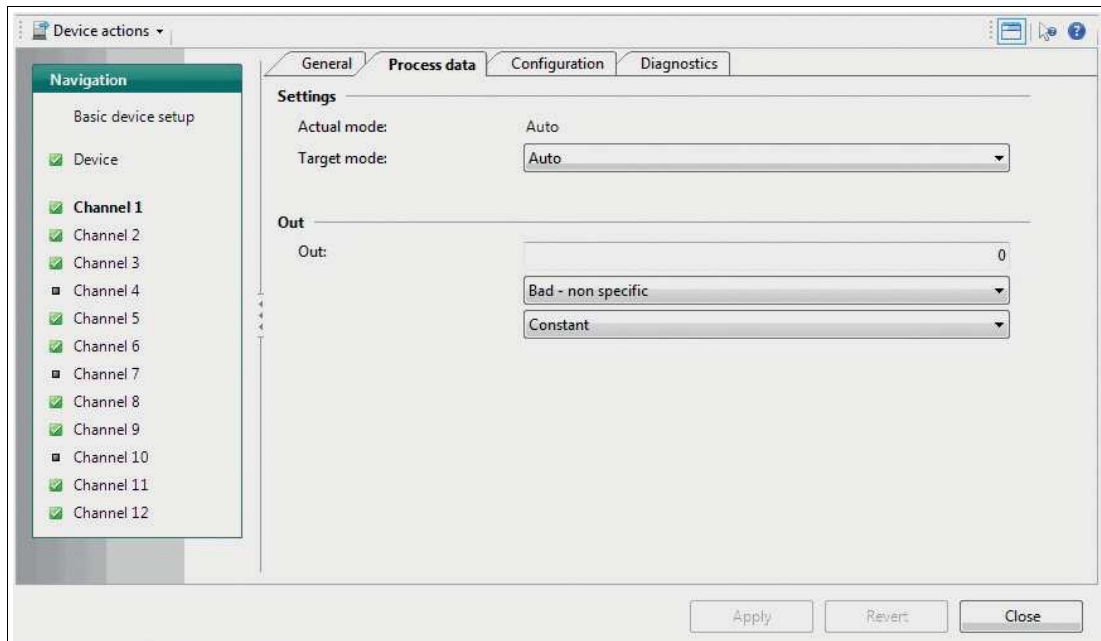 Device actions
Navigation
Basic device setup
Device
Channel 1
Channel 2
Channel 3
Channel 4
Channel 5
Channel 6
Channel 7
Channel 8
Channel 9
Channel 10
Channel 11
Channel 12
General Process data Configuration Diagnostics
Settings
Actual mode: Auto
Target mode: Auto
Out
Out: 0
Bad - non specific
Constant
Apply Revert Close